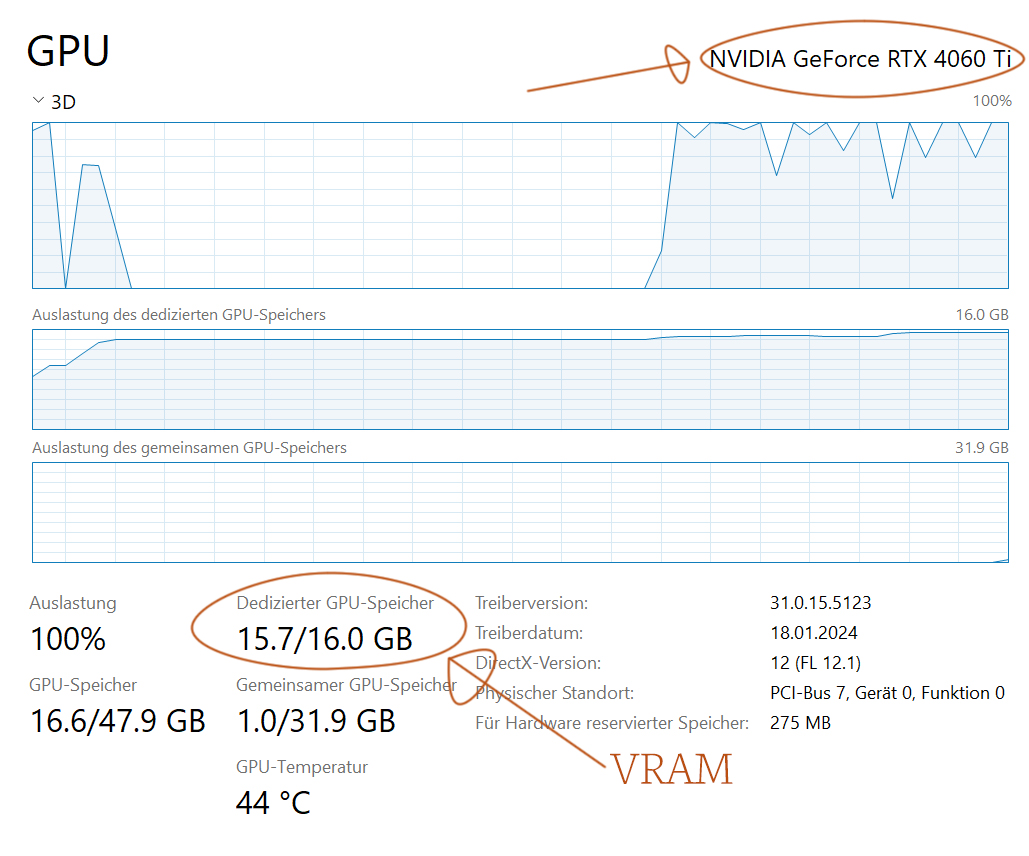 GPU
NVIDIA GeForce RTX 4060 Ti
3D
100%
Auslastung des dedizierten GPU-Speichers
16.0 GB
Auslastung des gemeinsamen GPU-Speichers
31.9 GB
Auslastung
100%
Dedizierter GPU-Speicher
15.7/16.0 GB
GPU-Speicher
16.6/47.9 GB
Gemeinsamer GPU-Speicher
1.0/31.9 GB
GPU-Temperatur
44 °C
Treiberversion: 31.0.15.5123
Treiberdatum: 18.01.2024
DirectX-Version: 12 (FL 12.1)
Physischer Standort: PCI-Bus 7, Gerät 0, Funktion 0
Für Hardware reservierter Speicher: 275 MB
VRAM